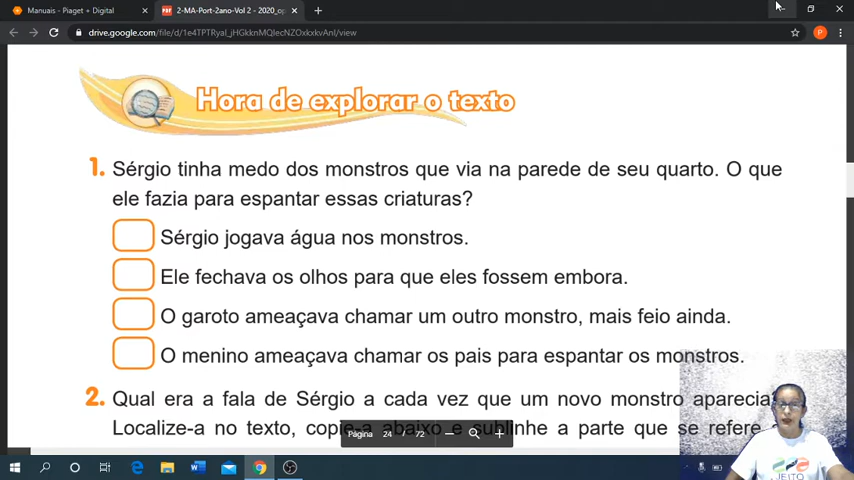 Manuais - Piaget + Digital
2-MA-Port-2ano-Vol 2 - 2020_o
drive.google.com/file/d/1e4TPTRyal_jHGkknMQlecNZOxkxkvAnI/view
P
Hora de explorar o texto
1. Sérgio tinha medo dos monstros que via na parede de seu quarto. O que
ele fazia para espantar essas criaturas?
Sérgio jogava água nos monstros.
Ele fechava os olhos para que eles fossem embora.
O garoto ameaçava chamar um outro monstro, mais feio ainda.
O menino ameaçava chamar os pais para espantar os monstros.
2. Qual era a fala de Sérgio a cada vez que um novo monstro aparecia
Localize-a no texto, copie-a abaixo e sublinhe a parte que se refere
Página 24 / 72
JEITO